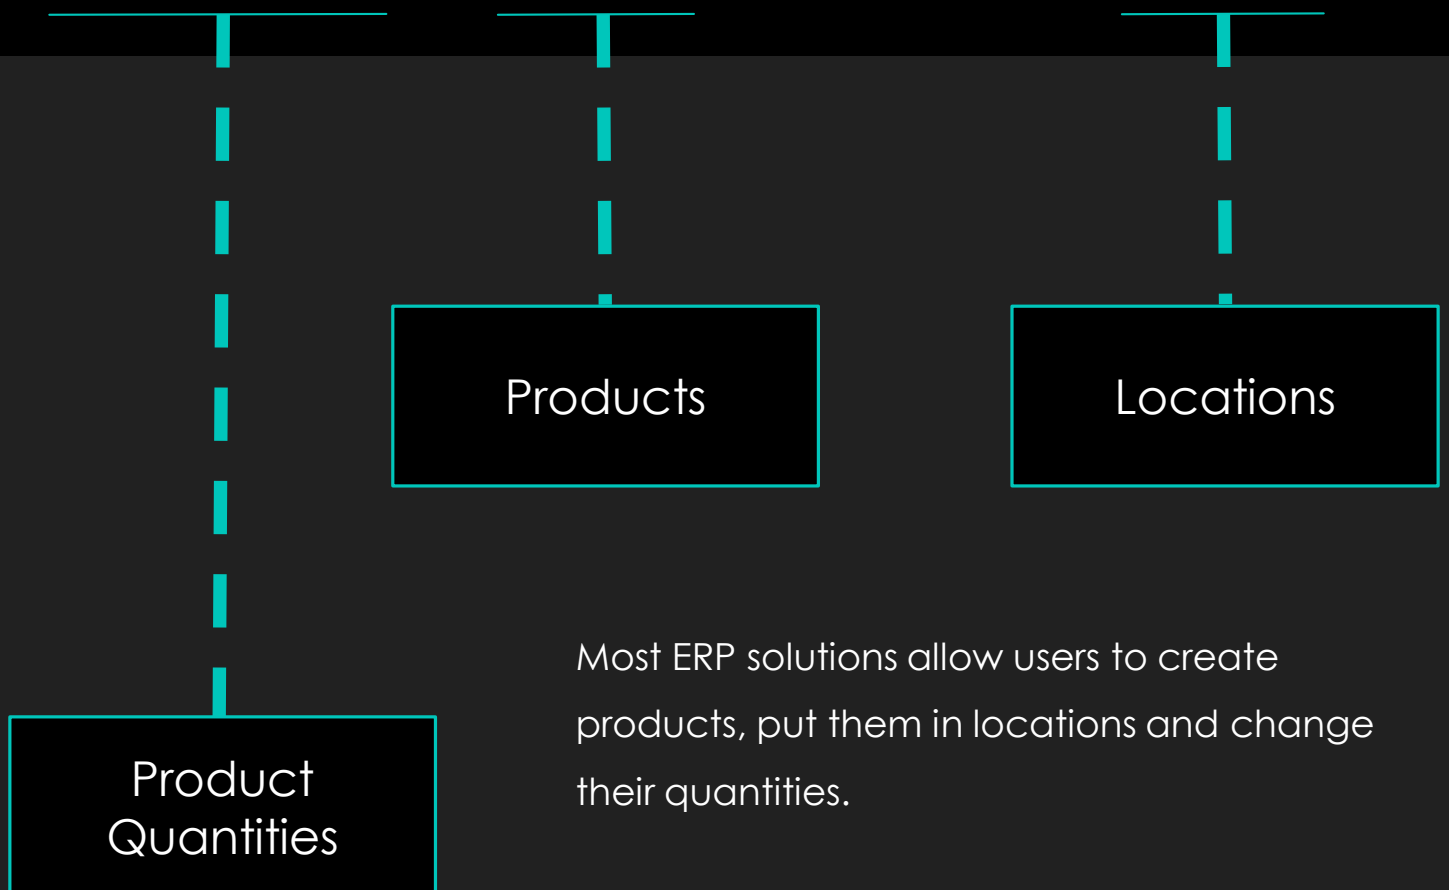 Products
Locations
Most ERP solutions allow users to create
products, put them in locations and change
their quantities.
Product
Quantities